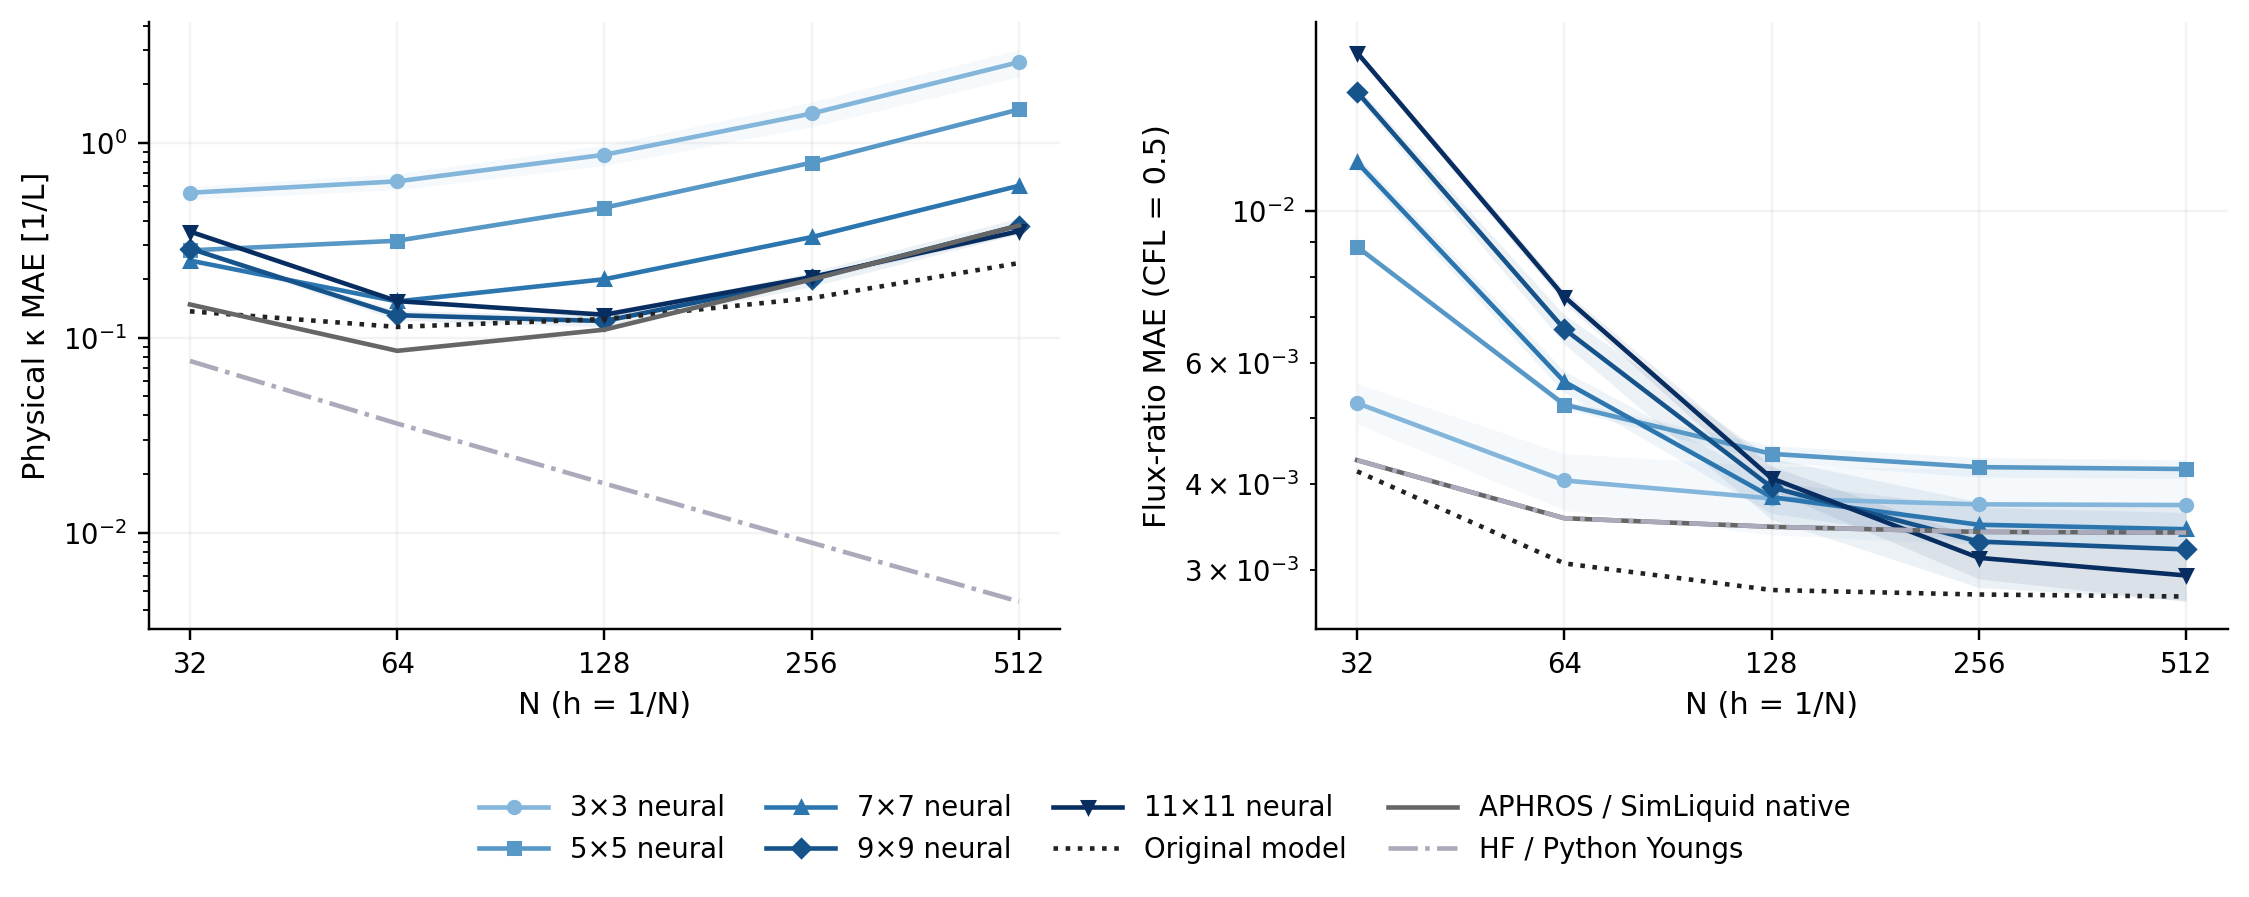 Physical κ MAE [1/L]
10⁰
10⁻¹
10⁻²
32 64 128 256 512
N (h = 1/N)
Flux-ratio MAE (CFL = 0.5)
10⁻²
6 × 10⁻³
4 × 10⁻³
3 × 10⁻³
32 64 128 256 512
N (h = 1/N)
3×3 neural
5×5 neural
7×7 neural
9×9 neural
11×11 neural
Original model
APHROS / SimLiquid native
HF / Python Youngs